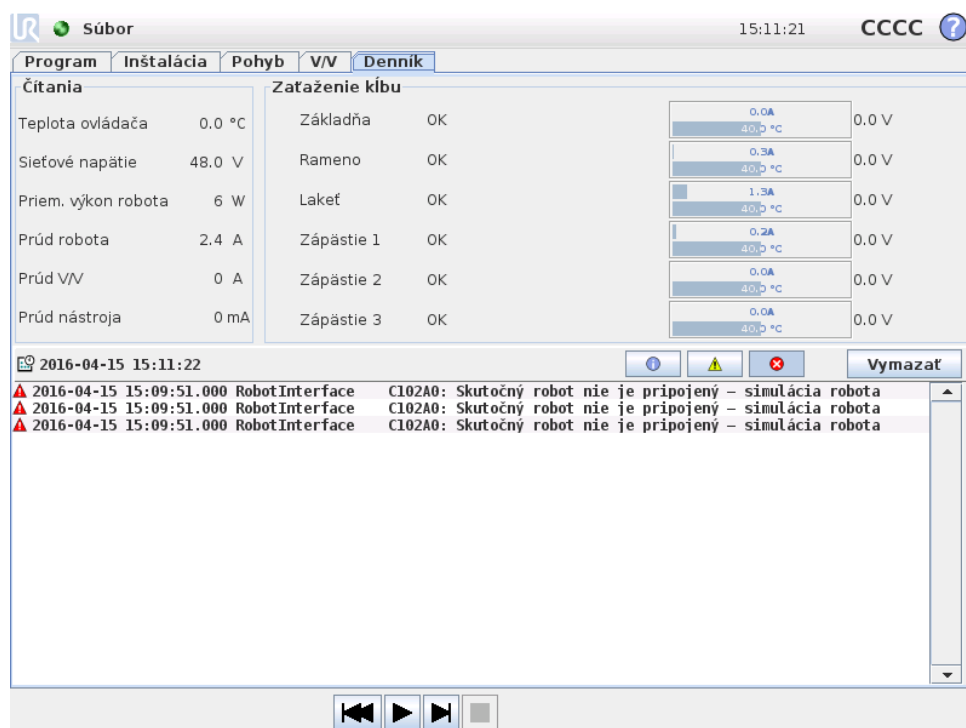 UR Súbor 15:11:21 CCCC ?
Program Inštalácia Pohyb V/V Denník
Čítania
Teplota ovládača 0.0 °C
Sieťové napätie 48.0 V
Priem. výkon robota 6 W
Prúd robota 2.4 A
Prúd V/V 0 A
Prúd nástroja 0 mA
Zaťaženie kĺbu
Základňa OK 0.0A 0.0 V
40.0 °C
Rameno OK 0.3A 0.0 V
40.0 °C
Lakeť OK 1.3A 0.0 V
40.0 °C
Zápästie 1 OK 0.2A 0.0 V
40.0 °C
Zápästie 2 OK 0.0A 0.0 V
40.0 °C
Zápästie 3 OK 0.0A 0.0 V
40.0 °C
2016-04-15 15:11:22 Vymazať
2016-04-15 15:09:51.000 RobotInterface C102A0: Skutočný robot nie je pripojený – simulácia robota
2016-04-15 15:09:51.000 RobotInterface C102A0: Skutočný robot nie je pripojený – simulácia robota
2016-04-15 15:09:51.000 RobotInterface C102A0: Skutočný robot nie je pripojený – simulácia robota